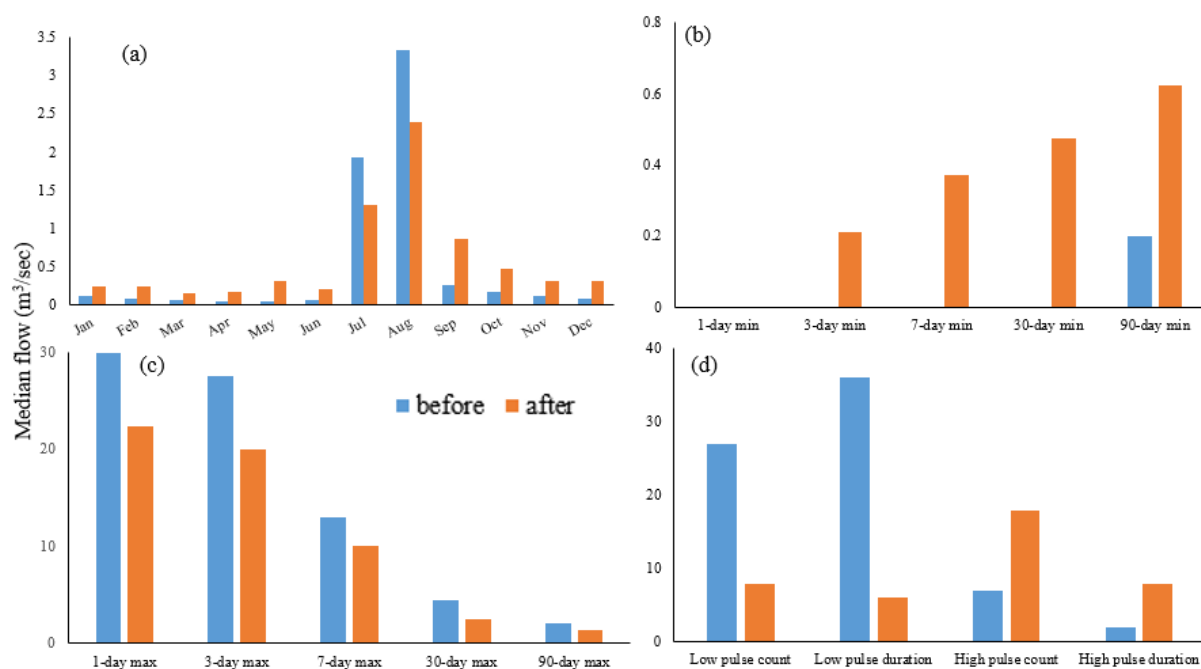 Median flow (m³/sec)
(a)
3.5
3
2.5
2
1.5
1
0.5
0
Jan Feb Mar Apr May Jun Jul Aug Sep Oct Nov Dec
(b)
0.8
0.6
0.4
0.2
0
1-day min 3-day min 7-day min 30-day min 90-day min
(c)
30
20
10
0
before after
1-day max 3-day max 7-day max 30-day max 90-day max
(d)
40
30
20
10
0
Low pulse count Low pulse duration High pulse count High pulse duration